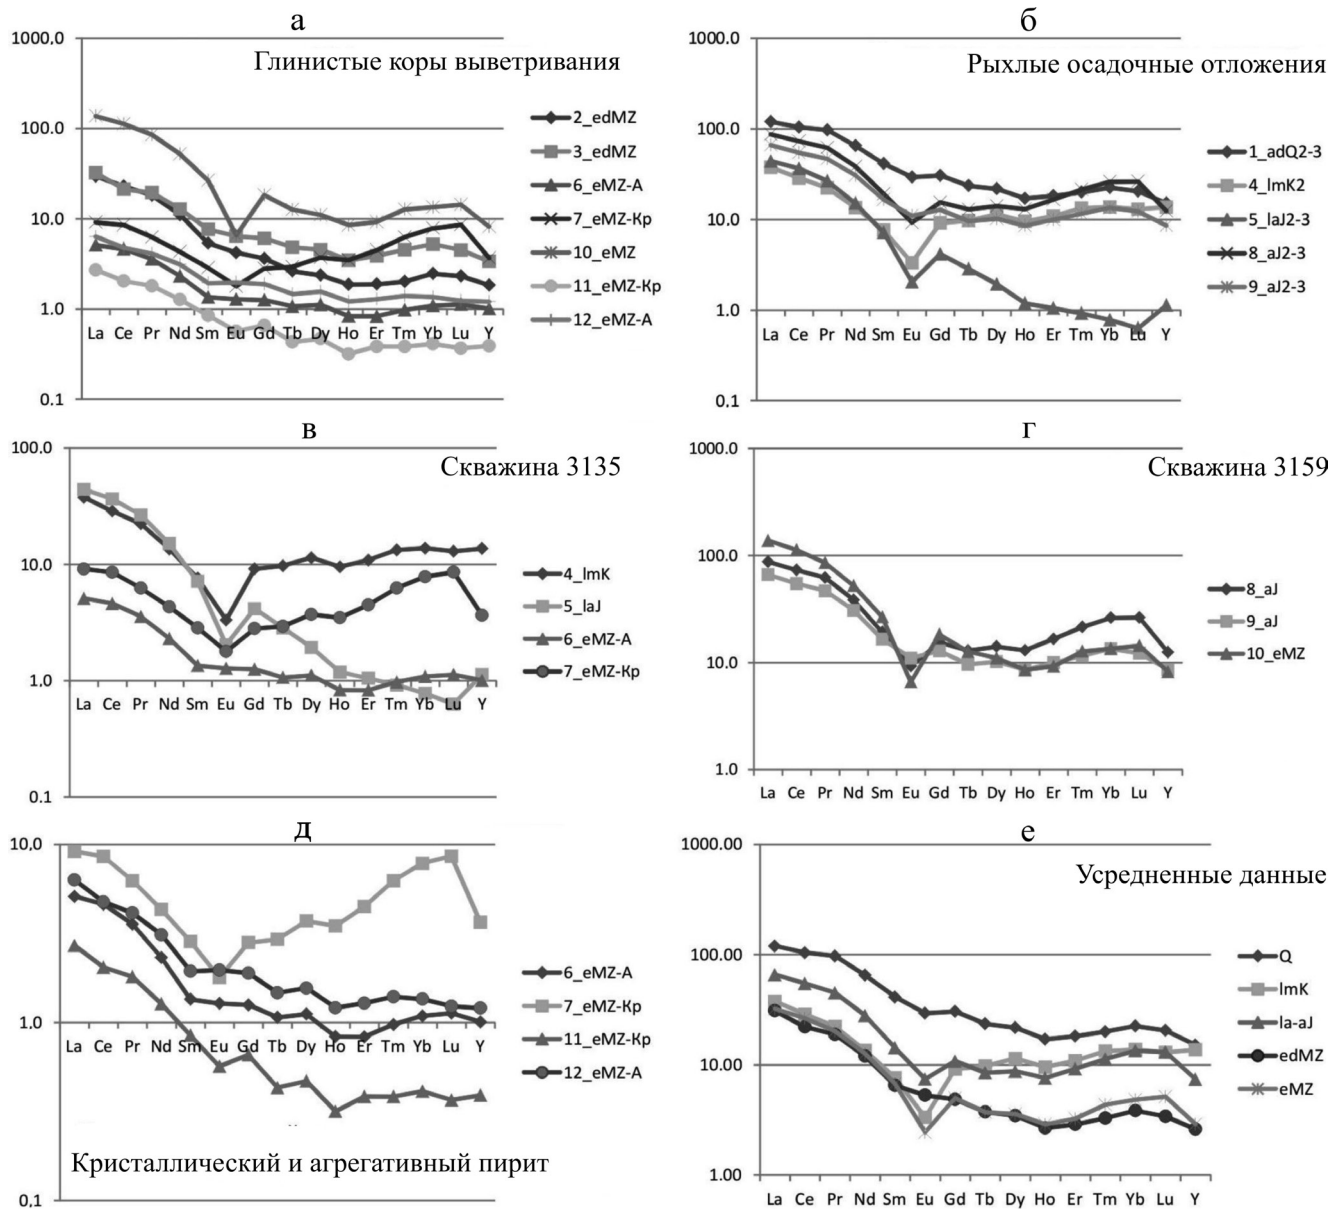 а
Глинистые коры выветривания
1000.0
100.0
10.0
1.0
0.1
La Ce Pr Nd Sm Eu Gd Tb Dy Ho Er Tm Yb Lu Y
2_edMZ
3_edMZ
6_eMZ-A
7_eMZ-Кр
10_eMZ
11_eMZ-Кр
12_eMZ-A
б
Рыхлые осадочные отложения
1000.0
100.0
10.0
1.0
0.1
La Ce Pr Nd Sm Eu Gd Tb Dy Ho Er Tm Yb Lu Y
1_adQ2-3
4_lmK2
5_laJ2-3
8_aJ2-3
9_aJ2-3
в
Скважина 3135
100.0
10.0
1.0
0.1
La Ce Pr Nd Sm Eu Gd Tb Dy Ho Er Tm Yb Lu Y
4_lmK
5_laJ
6_eMZ-A
7_eMZ-Кр
г
Скважина 3159
1000.0
100.0
10.0
1.0
La Ce Pr Nd Sm Eu Gd Tb Dy Ho Er Tm Yb Lu Y
8_aJ
9_aJ
10_eMZ
д
10.0
1.0
0,1
La Ce Pr Nd Sm Eu Gd Tb Dy Ho Er Tm Yb Lu Y
6_eMZ-A
7_eMZ-Кр
11_eMZ-Кр
12_eMZ-A
Кристаллический и агрегативный пирит
е
Усредненные данные
1000.00
100.00
10.00
1.00
La Ce Pr Nd Sm Eu Gd Tb Dy Ho Er Tm Yb Lu Y
Q
lmK
la-aJ
edMZ
eMZ